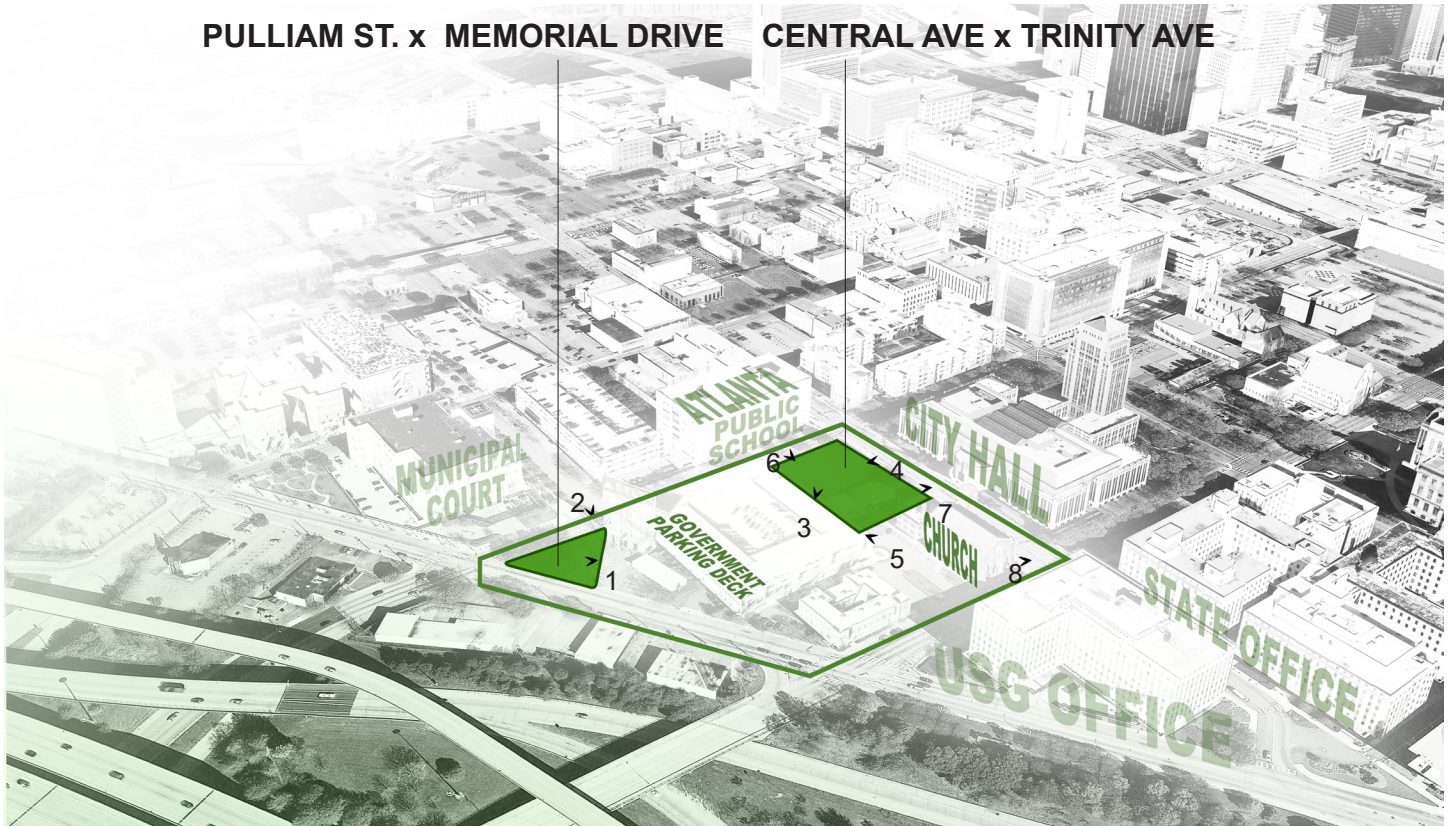 PULLIAM ST. x MEMORIAL DRIVE
CENTRAL AVE x TRINITY AVE
ATLANTA
PUBLIC
SCHOOL
CITY HALL
MUNICIPAL
COURT
6
4
2
7
3
GOVERNMENT
PARKING DECK
5
CHURCH
1
8
STATE OFFICE
USG OFFICE